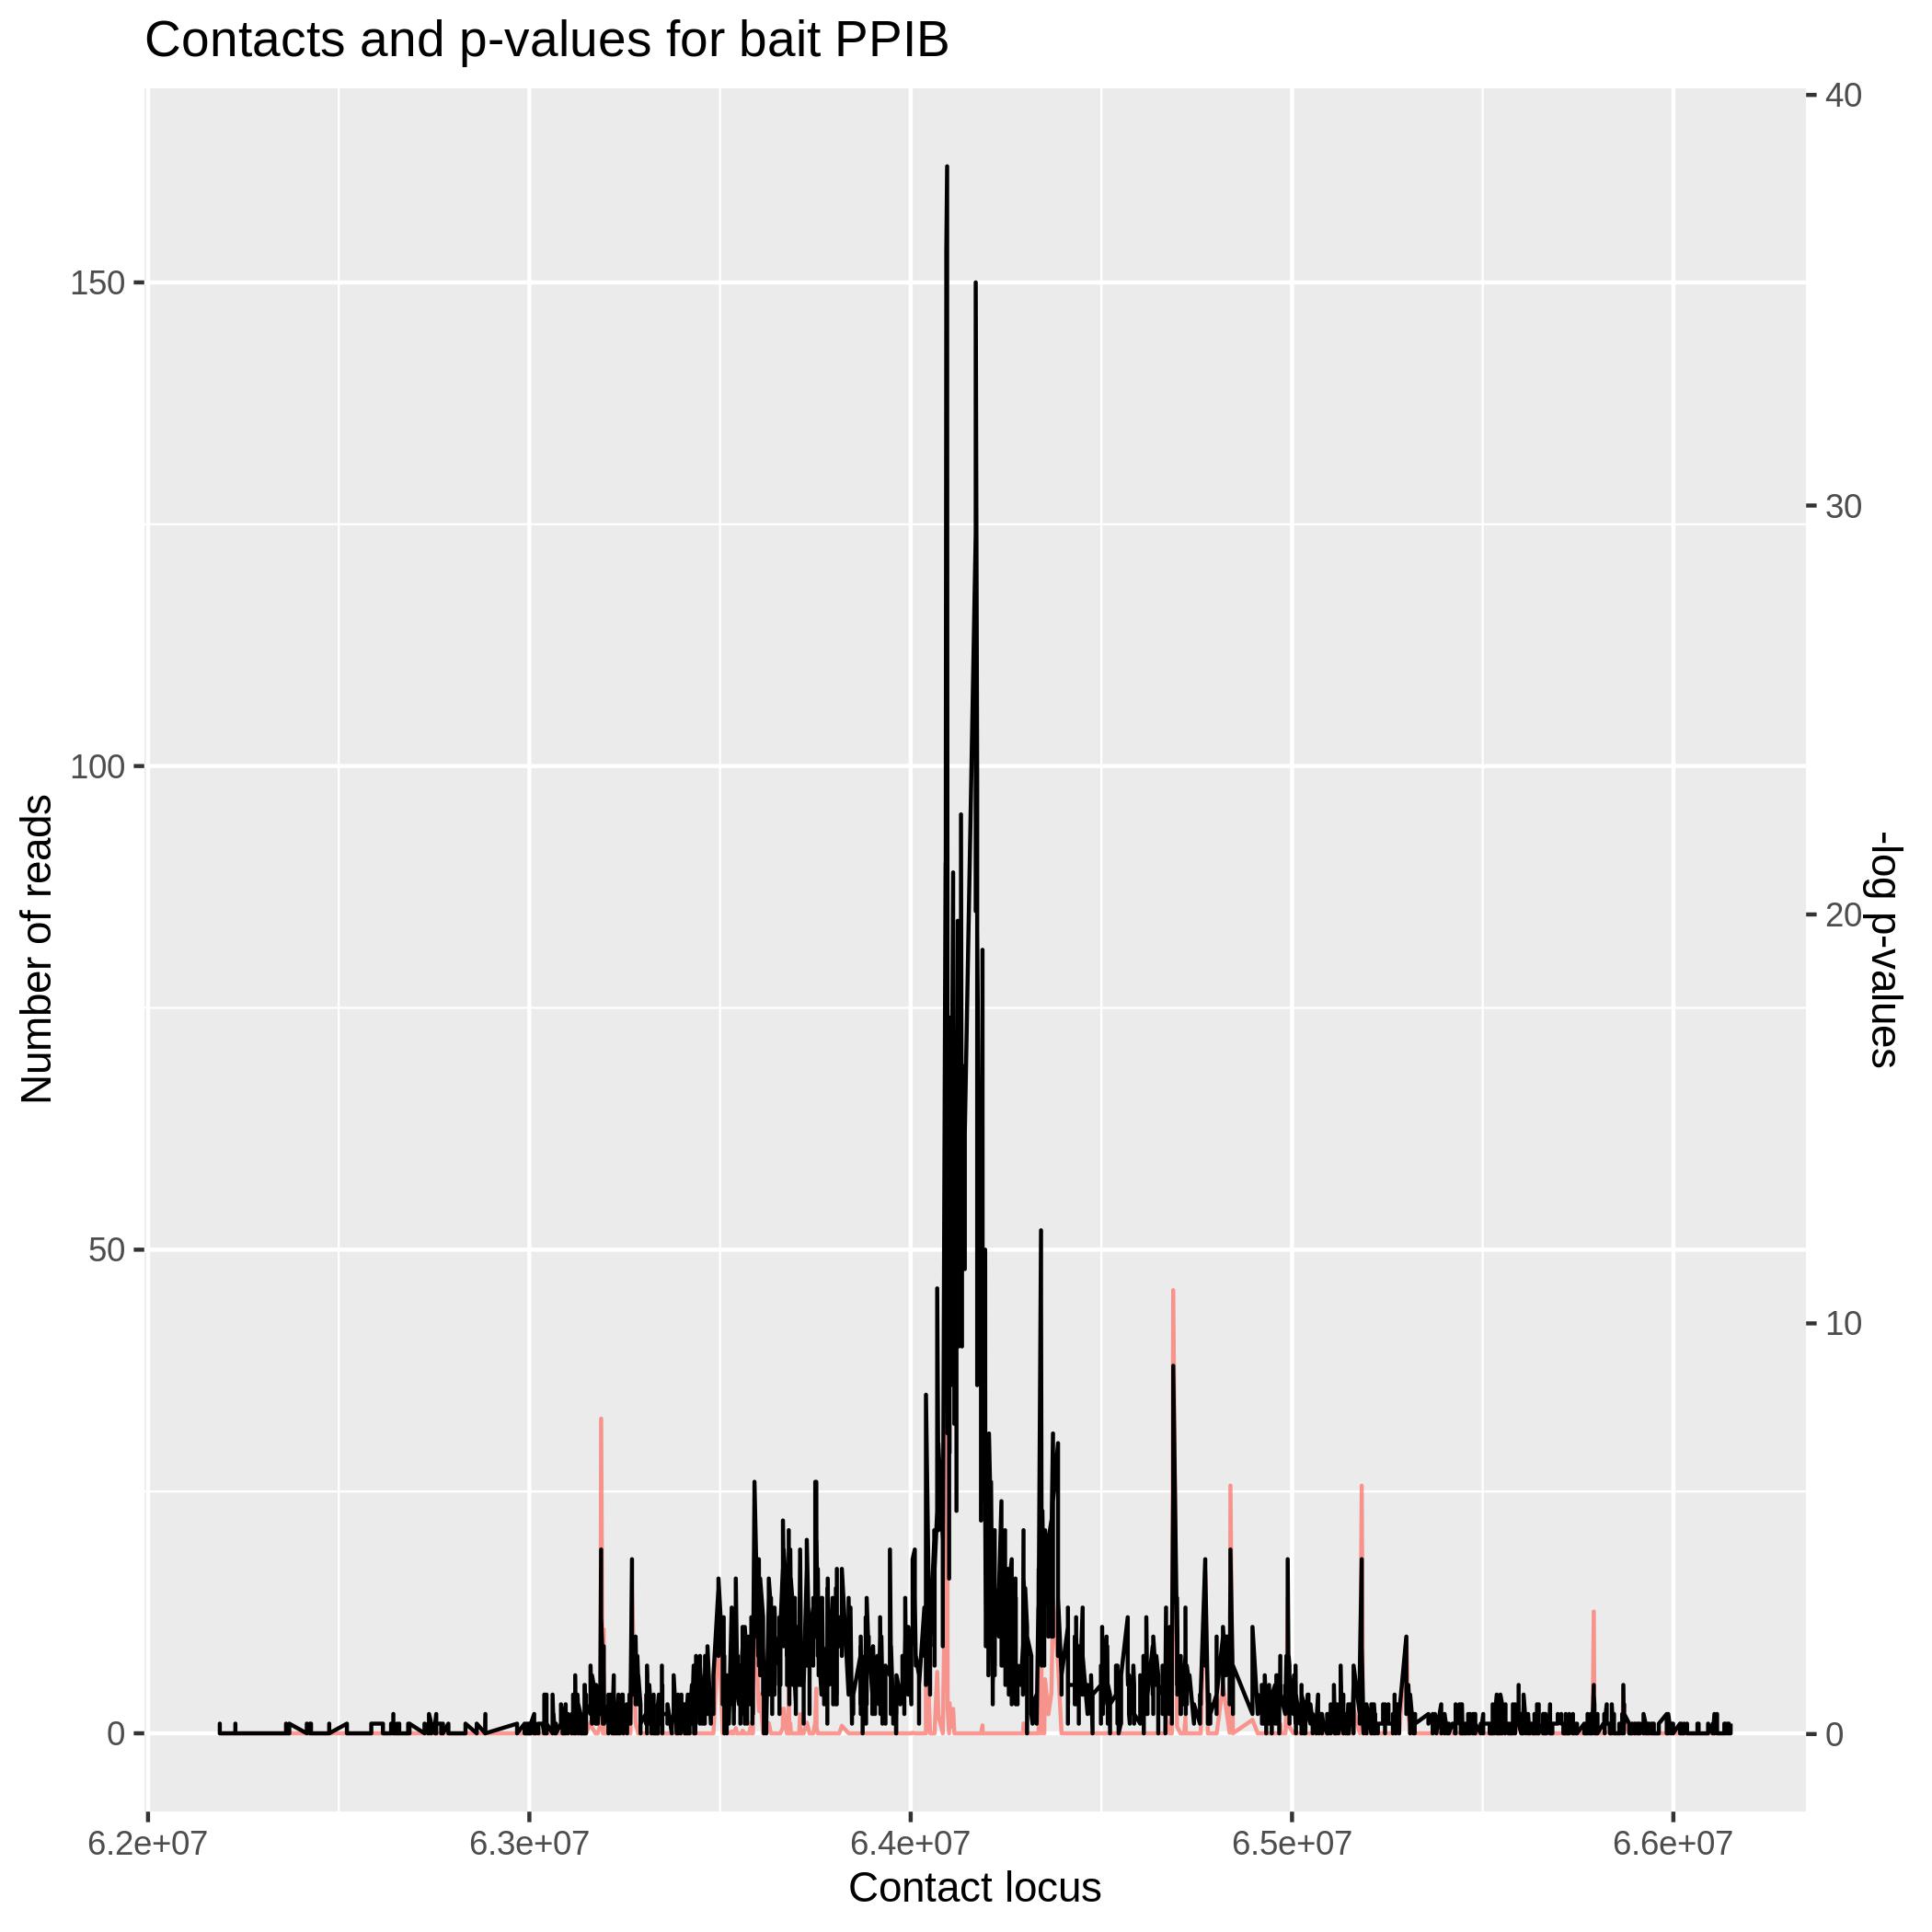 Contacts and p-values for bait PPIB
Number of reads
150
100
50
0
40
30
20
10
0
-log p-values
6.2e+07
6.3e+07
6.4e+07
6.5e+07
6.6e+07
Contact locus